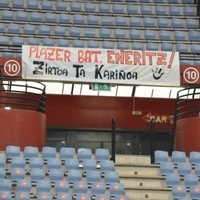 PLAZER BAT, ENERITZ!
ZIRTOA TA KARIÑOA
10
10